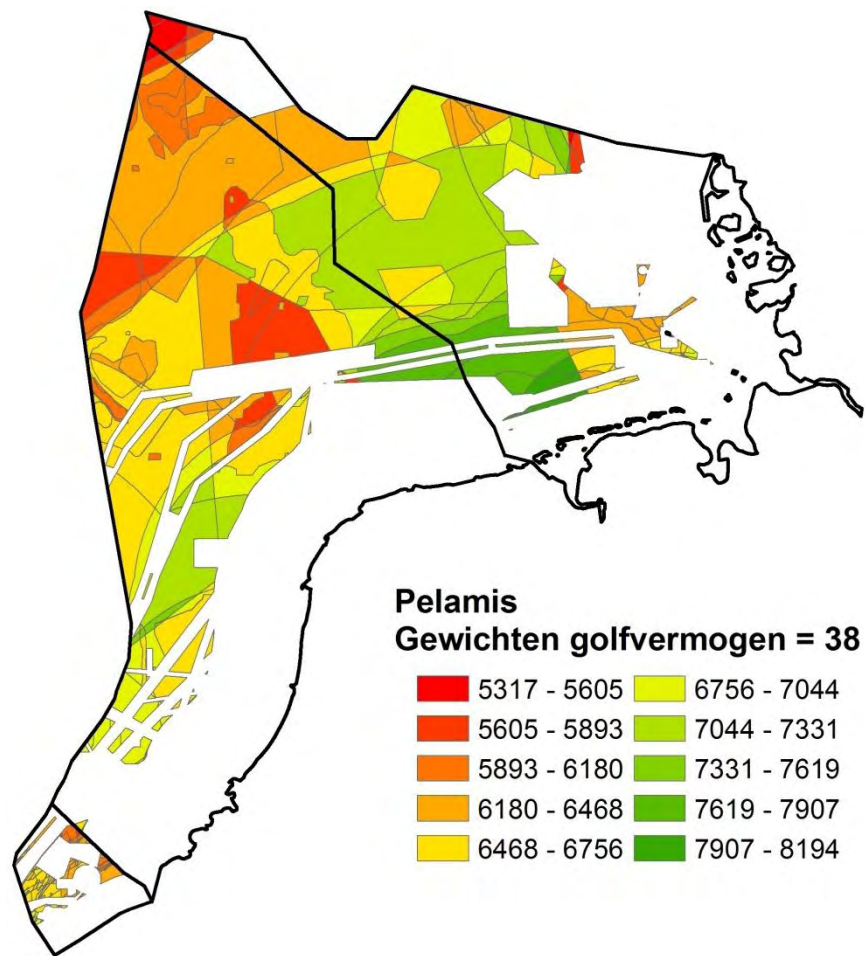 Pelamis
Gewichten golfvermogen = 38
5317 - 5605
5605 - 5893
5893 - 6180
6180 - 6468
6468 - 6756
6756 - 7044
7044 - 7331
7331 - 7619
7619 - 7907
7907 - 8194